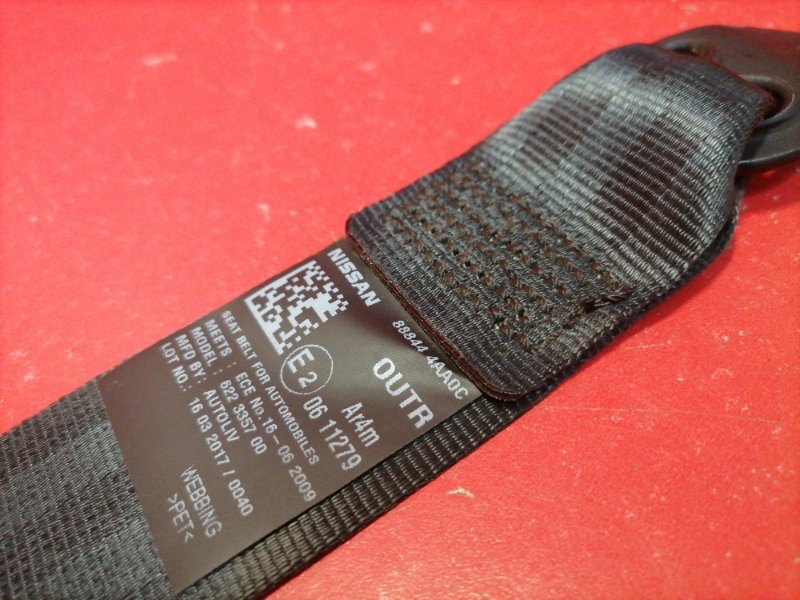 NISSAN 88844 4AA0C
OUTR
E2 Ar4m
06 11279
SEAT BELT FOR AUTOMOBILES
MEETS : ECE No.16-06 2009
MODEL : 622 3357 00
MFD BY: AUTOLIV
LOT NO.: 16 03 2017 / 0040
WEBBING
>PET<